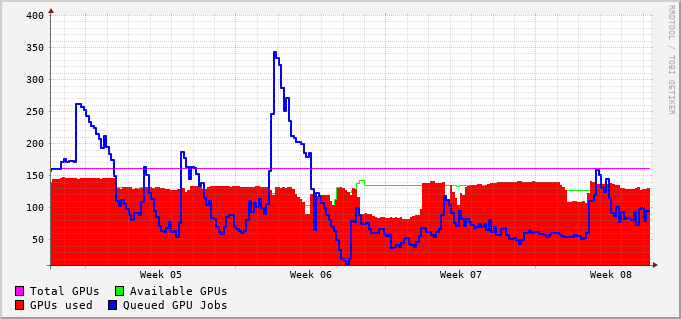 400
350
300
250
200
150
100
50
Week 05 Week 06 Week 07 Week 08
Total GPUs Available GPUs
GPUs used Queued GPU Jobs
RRDTOOL / TOBI OETIKER